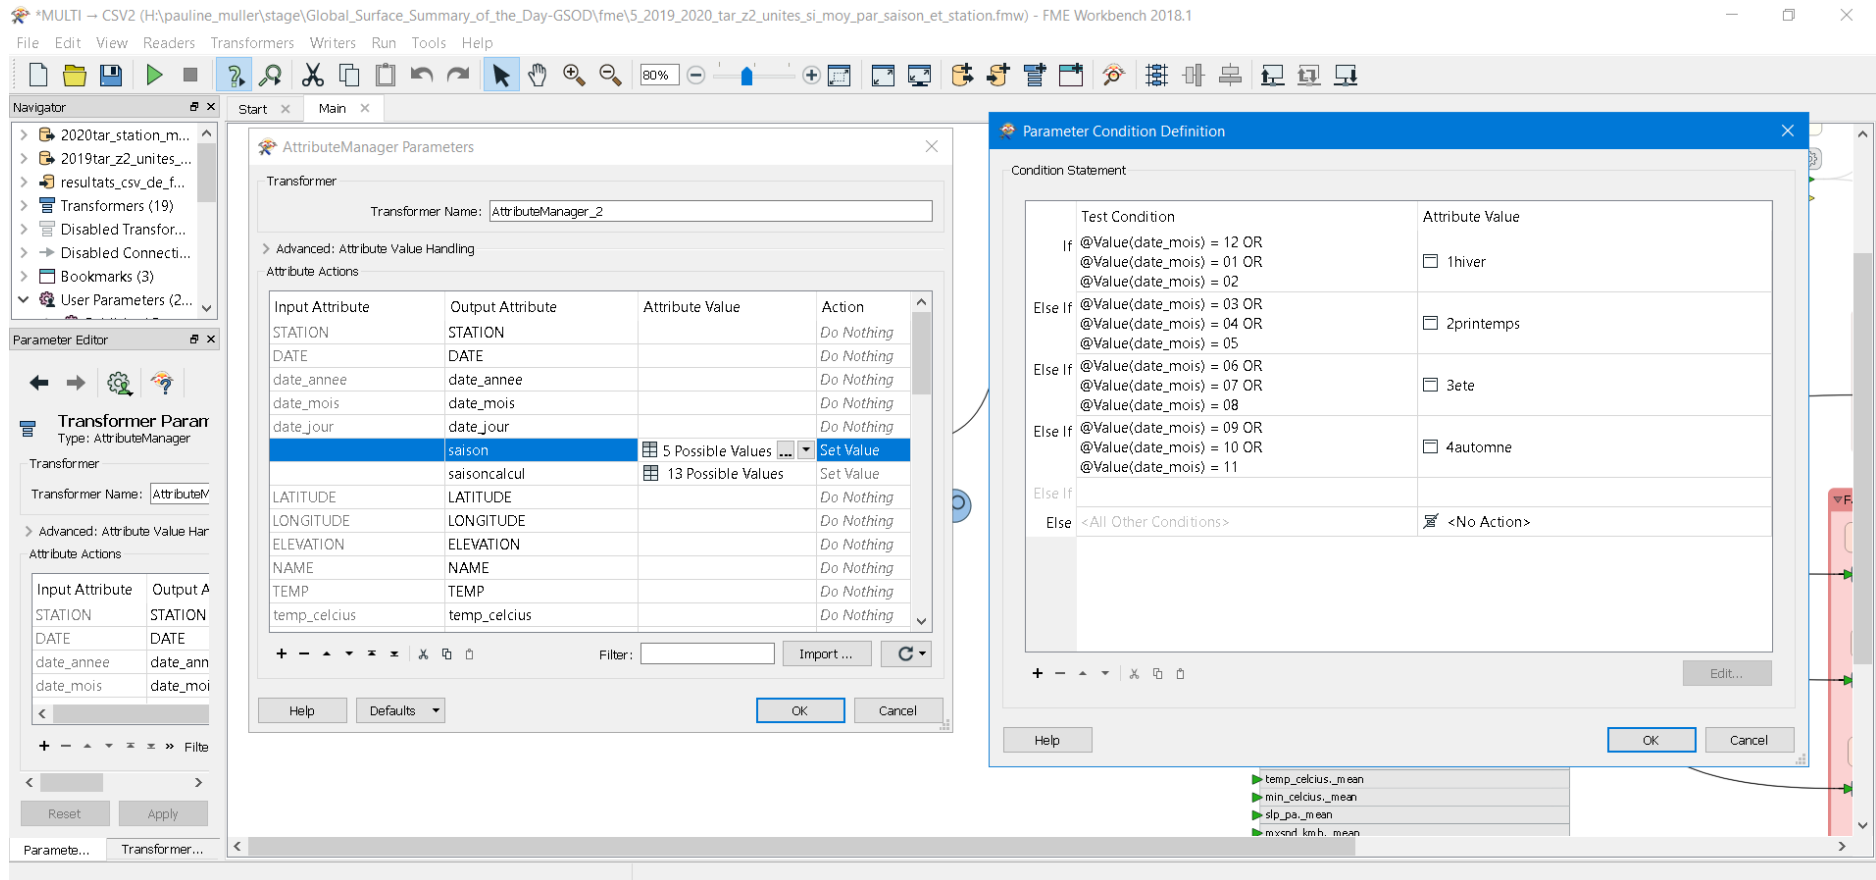 *MULTI → CSV2 (H:\pauline_muller\stage\Global_Surface_Summary_of_the_Day-GSOD\fme\5_2019_2020_tar_z2_unites_si_moy_par_saison_et_station.fmw) - FME Workbench 2018.1
File Edit View Readers Transformers Writers Run Tools Help
80%
Navigator
2020tar_station_m...
2019tar_z2_unites_...
resultats_csv_de_f...
Transformers (19)
Disabled Transfor...
Disabled Connecti...
Bookmarks (3)
User Parameters (2...
Parameter Editor
Transformer Param
Type: AttributeManager
Transformer
Transformer Name: AttributeM
Advanced: Attribute Value Har
Attribute Actions
Input Attribute Output A
STATION STATION
DATE DATE
date_annee date_ann
date_mois date_moi
Filte
Reset Apply
Paramete... Transformer...
Start Main
AttributeManager Parameters
Transformer
Transformer Name: AttributeManager_2
Advanced: Attribute Value Handling
Attribute Actions
Input Attribute Output Attribute Attribute Value Action
STATION STATION Do Nothing
DATE DATE Do Nothing
date_annee date_annee Do Nothing
date_mois date_mois Do Nothing
date_jour date_jour Do Nothing
saison 5 Possible Values ... Set Value
saisoncalcul 13 Possible Values Set Value
LATITUDE LATITUDE Do Nothing
LONGITUDE LONGITUDE Do Nothing
ELEVATION ELEVATION Do Nothing
NAME NAME Do Nothing
TEMP TEMP Do Nothing
temp_celcius temp_celcius Do Nothing
Filter: Import ...
Help Defaults OK Cancel
Parameter Condition Definition
Condition Statement
Test Condition Attribute Value
If @Value(date_mois) = 12 OR
@Value(date_mois) = 01 OR 1hiver
@Value(date_mois) = 02
Else If @Value(date_mois) = 03 OR
@Value(date_mois) = 04 OR 2printemps
@Value(date_mois) = 05
Else If @Value(date_mois) = 06 OR
@Value(date_mois) = 07 OR 3ete
@Value(date_mois) = 08
Else If @Value(date_mois) = 09 OR
@Value(date_mois) = 10 OR 4automne
@Value(date_mois) = 11
Else If
Else <All Other Conditions> <No Action>
Edit...
Help OK Cancel
temp_celcius._mean
min_celcius._mean
slp_pa._mean
mxspd_kmh._mean